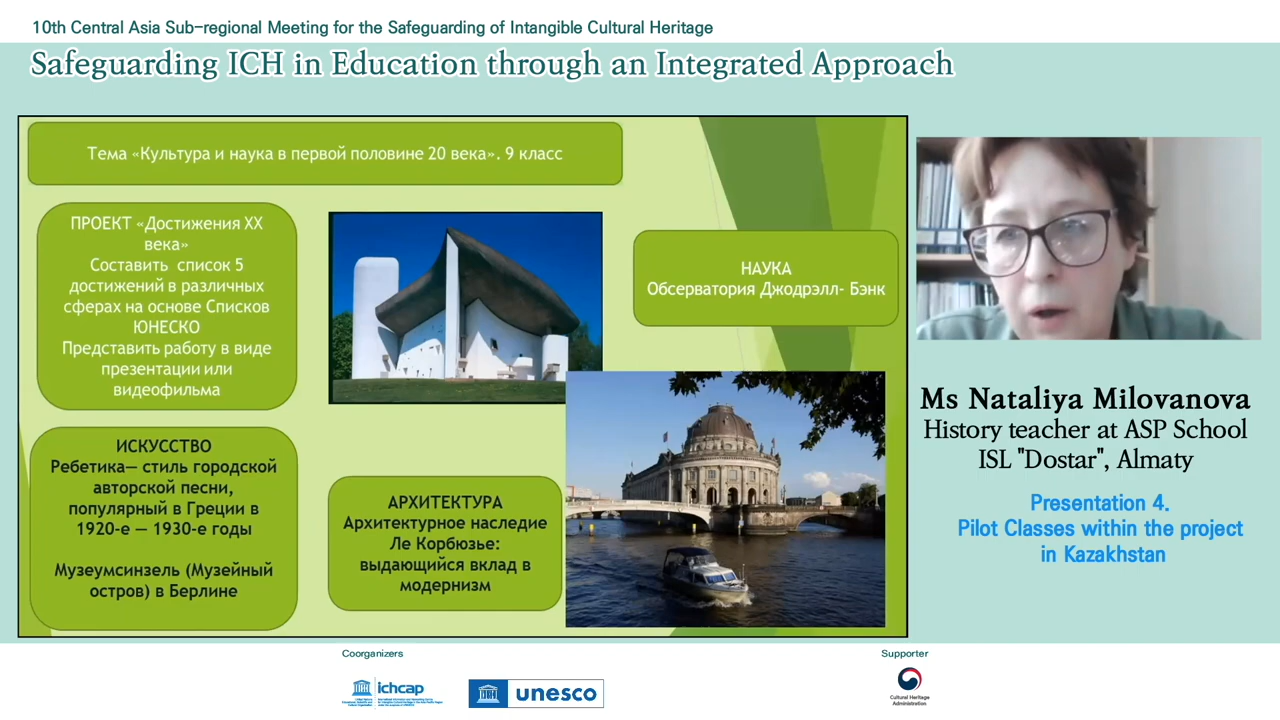 10th Central Asia Sub-regional Meeting for the Safeguarding of Intangible Cultural Heritage
Safeguarding ICH in Education through an Integrated Approach
Тема «Культура и наука в первой половине 20 века». 9 класс
ПРОЕКТ «Достижения XX
века»
Составить список 5
достижений в различных
сферах на основе Списков
ЮНЕСКО
Представить работу в виде
презентации или
видеофильма
НАУКА
Обсерватория Джодрэлл- Бэнк
ИСКУССТВО
Ребетика— стиль городской
авторской песни,
популярный в Греции в
1920-е — 1930-е годы
Музеумсинзель (Музейный
остров) в Берлине
АРХИТЕКТУРА
Архитектурное наследие
Ле Корбюзье:
выдающийся вклад в
модернизм
Ms Nataliya Milovanova
History teacher at ASP School
ISL "Dostar", Almaty
Presentation 4.
Pilot Classes within the project
in Kazakhstan
Coorganizers
ichcap
unesco
Supporter
Cultural Heritage
Administration